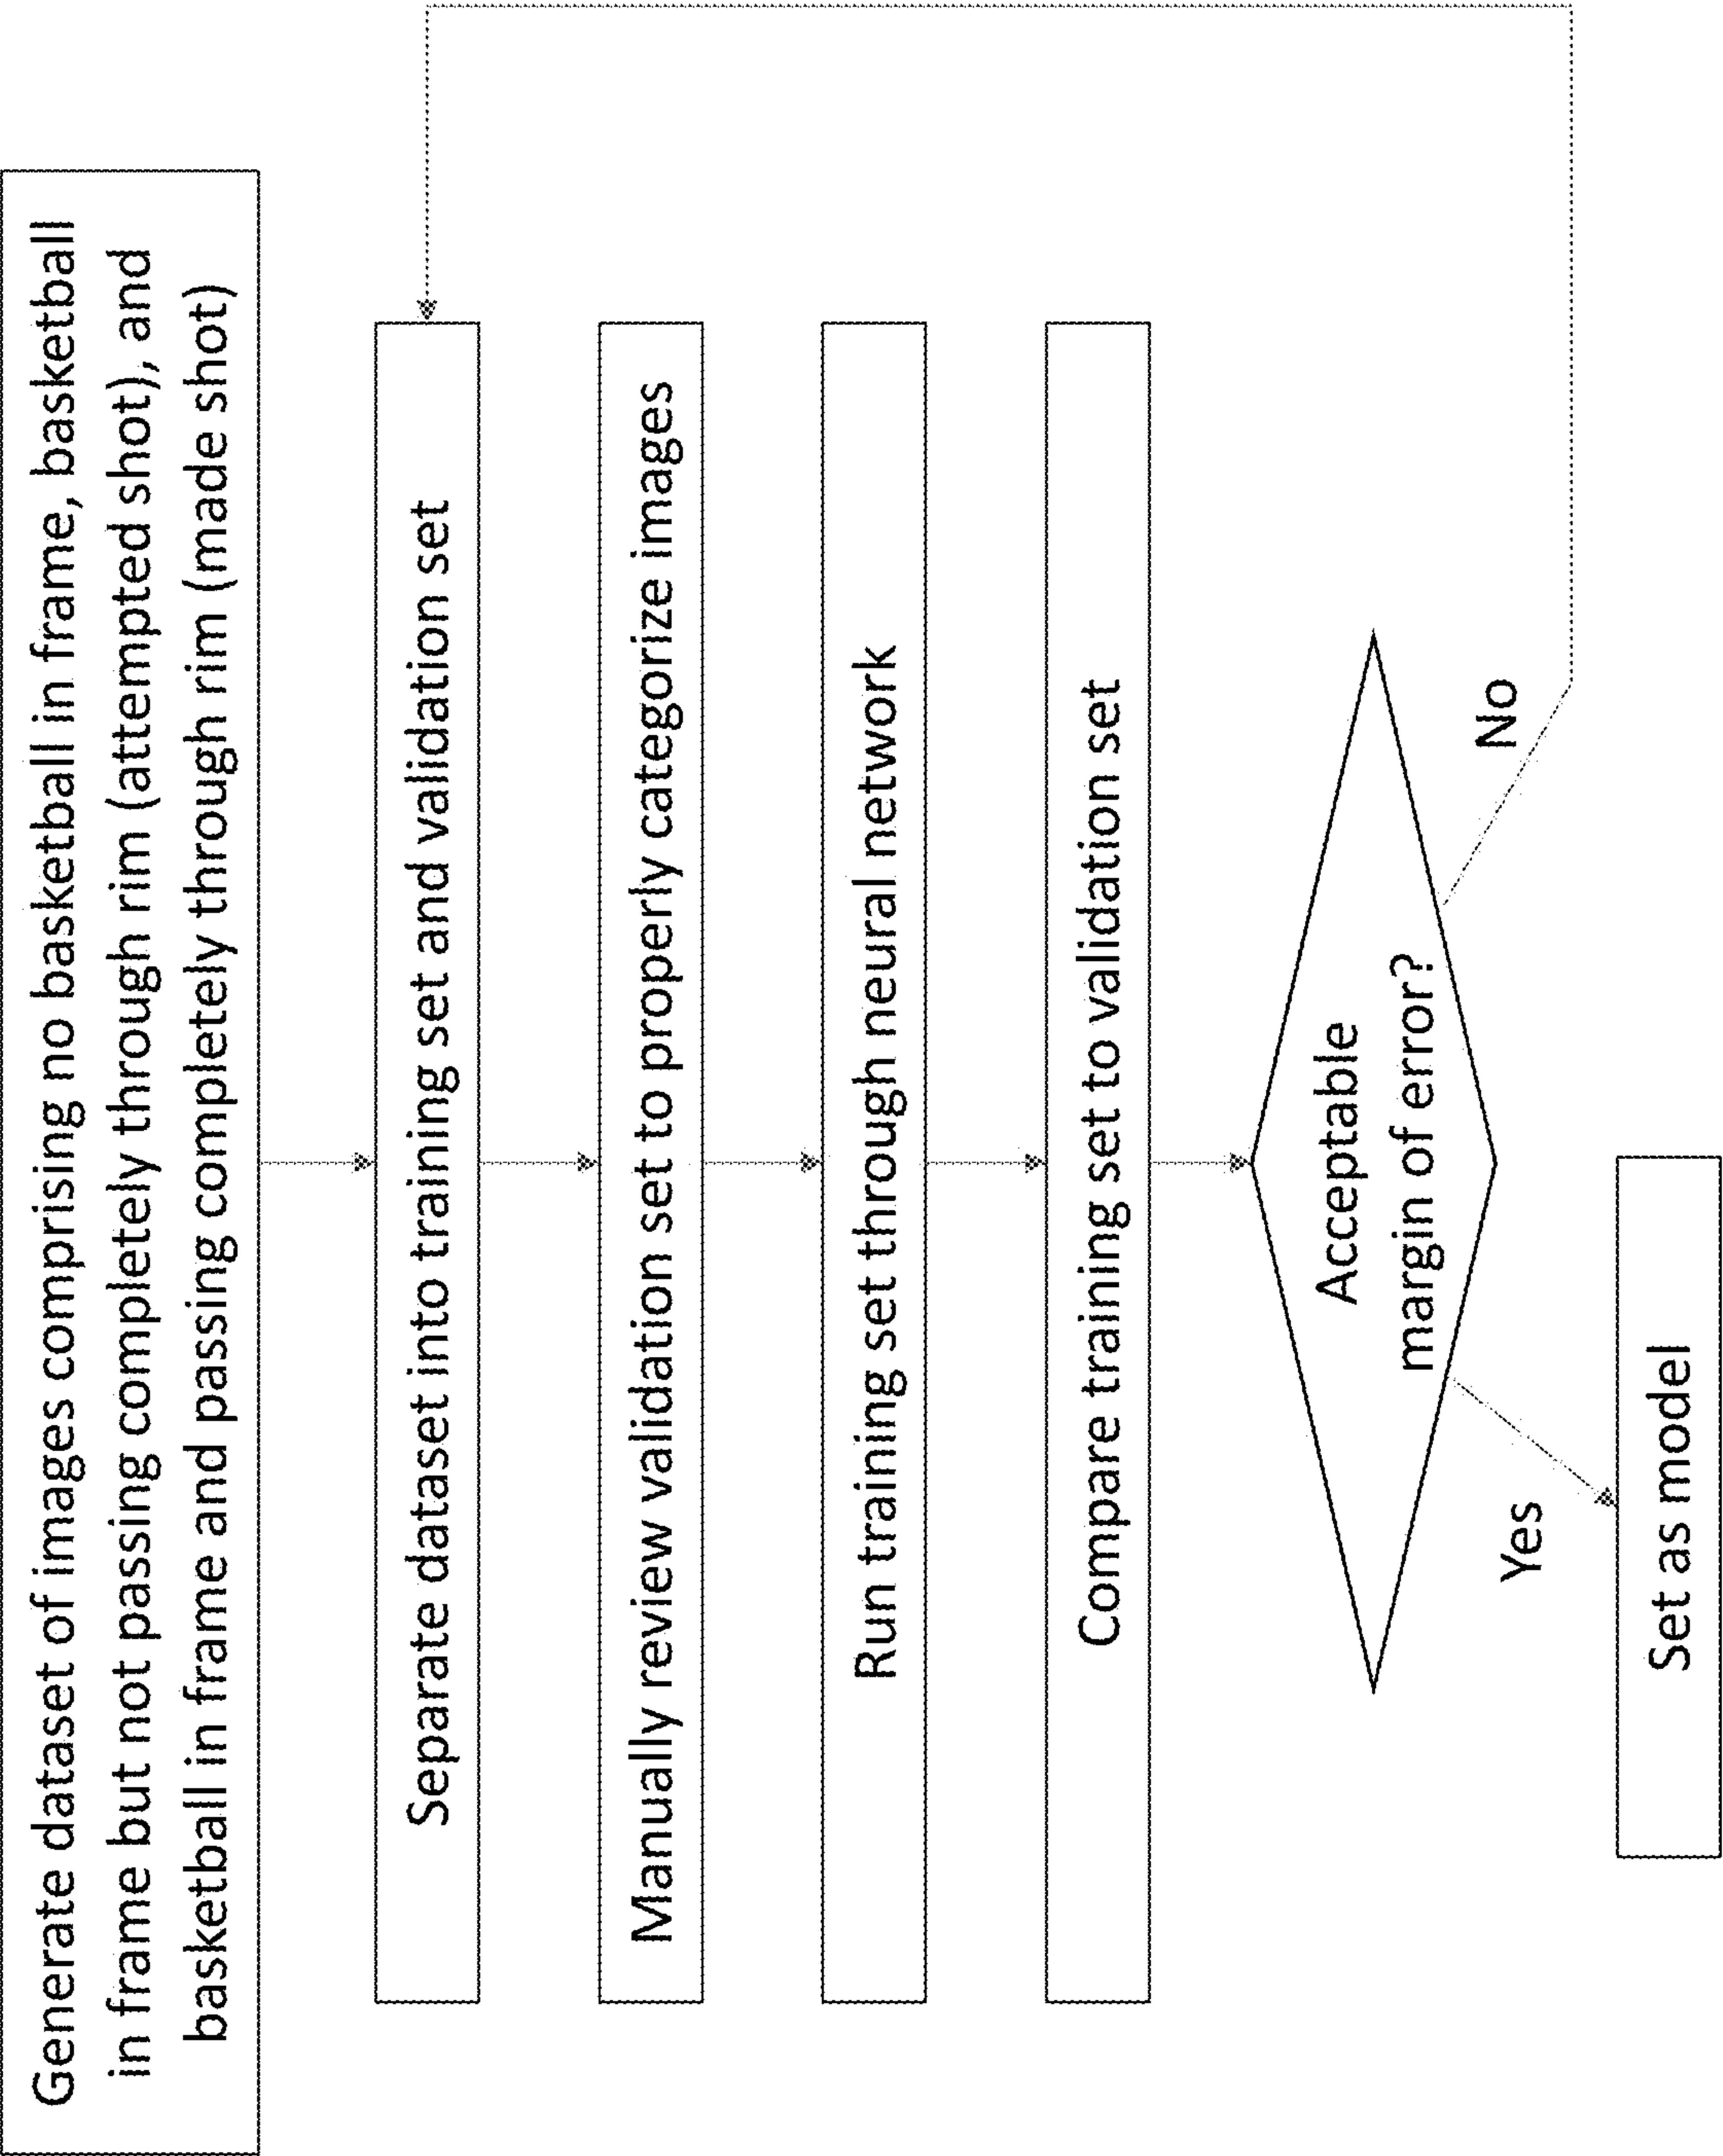 Generate dataset of images comprising no basketball in frame, basketball
in frame but not passing completely through rim (attempted shot), and
basketball in frame and passing completely through rim (made shot)
Separate dataset into training set and validation set
Manually review validation set to properly categorize images
Run training set through neural network
Compare training set to validation set
Acceptable
margin of error?
Yes
No
Set as model